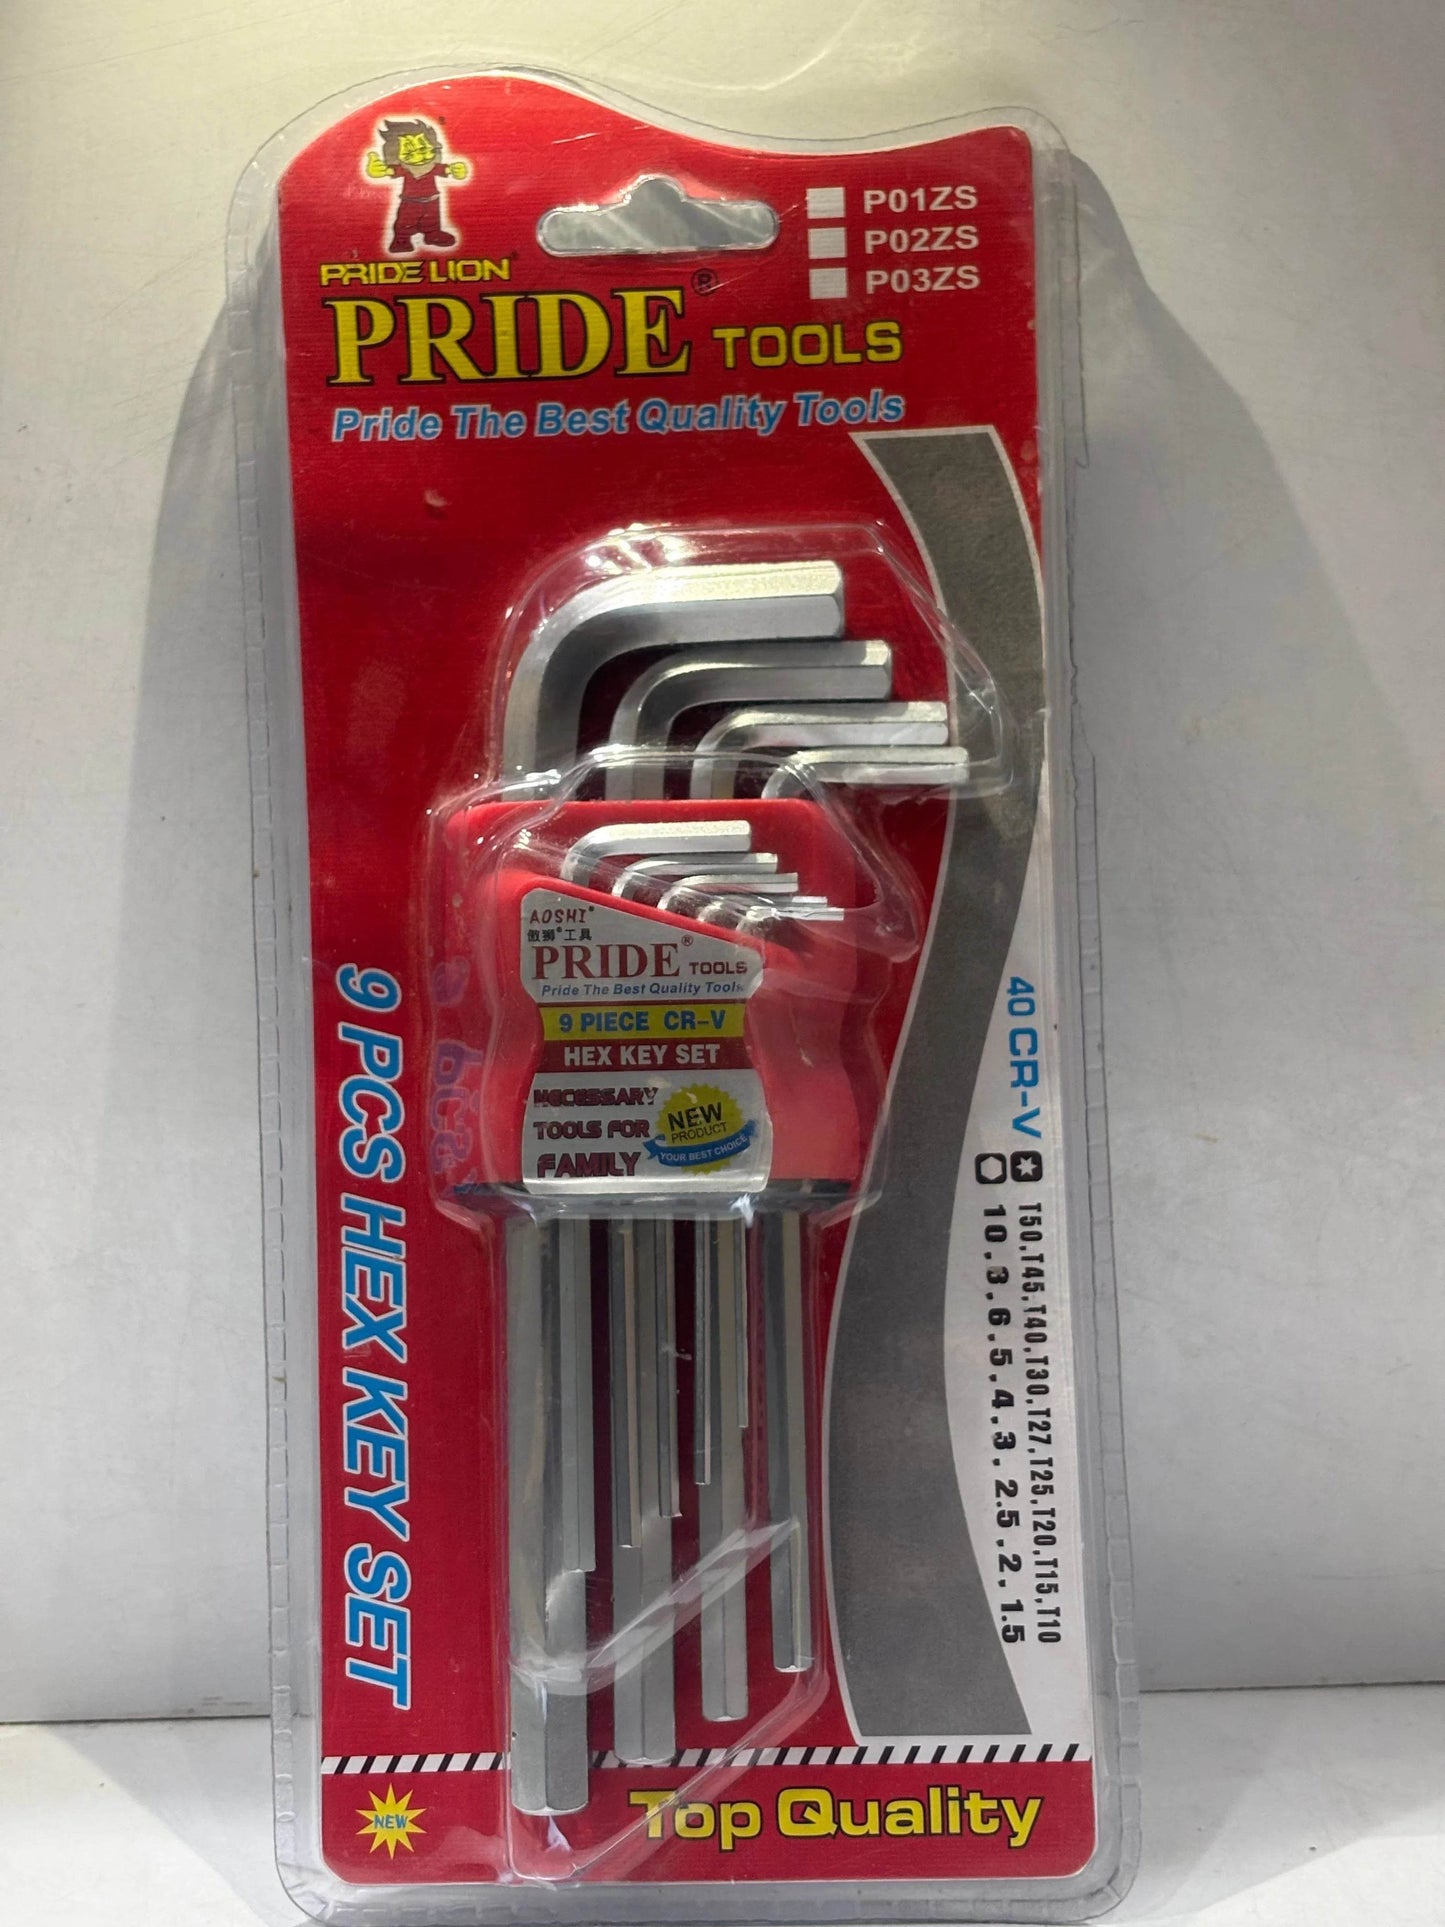 PRIDE LION
P01ZS
P02ZS
P03ZS
PRIDE® TOOLS
Pride The Best Quality Tools
AOSHI®
傲狮®工具
PRIDE® TOOLS
Pride The Best Quality Tools
9 PIECE CR-V
HEX KEY SET
NECESSARY
TOOLS FOR
FAMILY
NEW
PRODUCT
YOUR BEST CHOICE
9 PCS HEX KEY SET
40 CR-V
T50.T45.T40.T30.T27.T25.T20.T15.T10
10.8.6.5.4.3.2.5.2.1.5
NEW
Top Quality